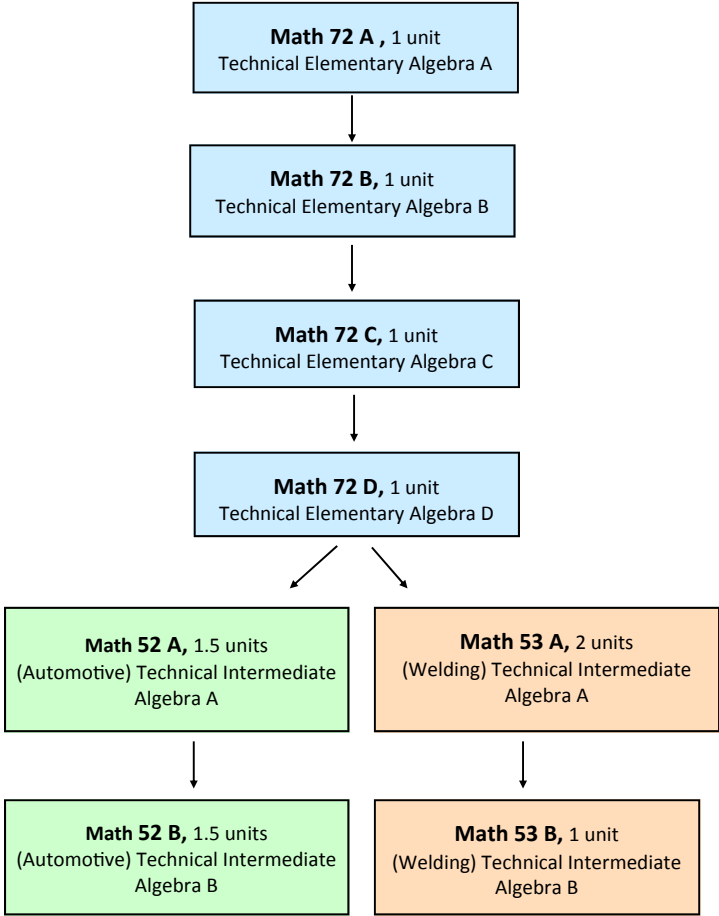 Math 72 A , 1 unit
Technical Elementary Algebra A
Math 72 B, 1 unit
Technical Elementary Algebra B
Math 72 C, 1 unit
Technical Elementary Algebra C
Math 72 D, 1 unit
Technical Elementary Algebra D
Math 52 A, 1.5 units
(Automotive) Technical Intermediate
Algebra A
Math 53 A, 2 units
(Welding) Technical Intermediate
Algebra A
Math 52 B, 1.5 units
(Automotive) Technical Intermediate
Algebra B
Math 53 B, 1 unit
(Welding) Technical Intermediate
Algebra B